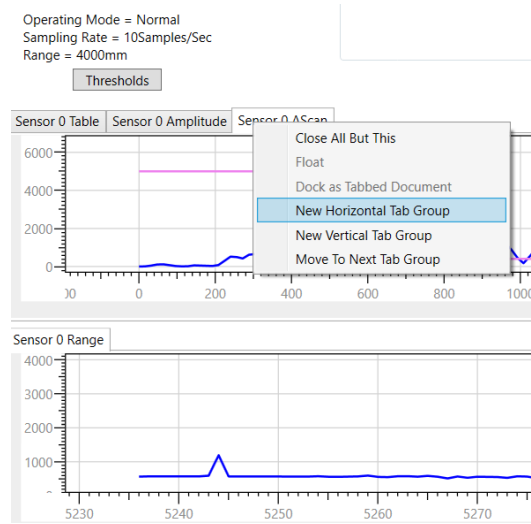 Operating Mode = Normal
Sampling Rate = 10Samples/Sec
Range = 4000mm
Thresholds
Sensor 0 Table
Sensor 0 Amplitude
Sensor 0 AScan
Close All But This
Float
Dock as Tabbed Document
New Horizontal Tab Group
New Vertical Tab Group
Move To Next Tab Group
6000
4000
2000
0
0
200
400
600
800
1000
Sensor 0 Range
4000
3000
2000
1000
5230
5240
5250
5260
5270